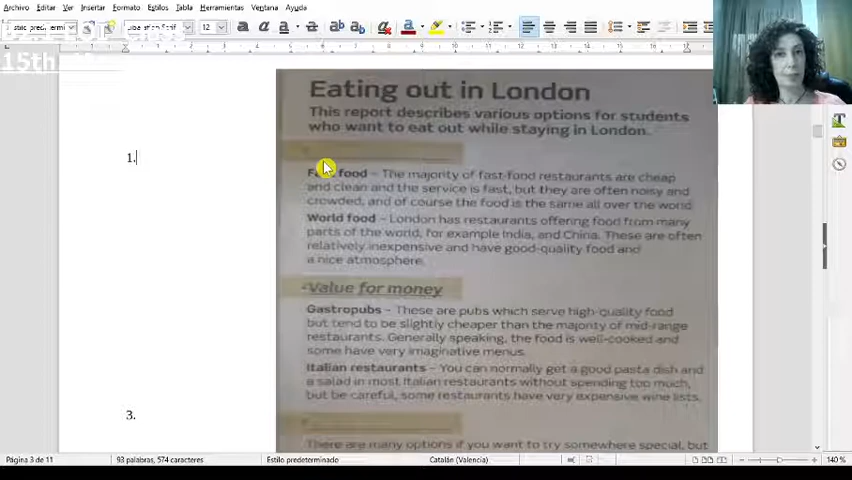 Archivo Editar Ver Insertar Formato Estilos Tabla Herramientas Ventana Ayuda
12
15th
Eating out in London
This report describes various options for students
who want to eat out while staying in London.
1.
Fast food – The majority of fast-food restaurants are cheap
and clean and the service is fast, but they are often noisy and
crowded, and of course the food is the same all over the world
World food – London has restaurants offering food from many
parts of the world, for example India, and China. These are often
relatively inexpensive and have good-quality food and
a nice atmosphere.
Value for money
Gastropubs – These are pubs which serve high-quality food
but tend to be slightly cheaper than the majority of mid-range
restaurants. Generally speaking, the food is well-cooked and
some have very imaginative menus.
Italian restaurants – You can normally get a good pasta dish and
a salad in most Italian restaurants without spending too much,
but be careful, some restaurants have very expensive wine lists.
3.
There are many options if you want to try somewhere special, but
Página 3 de 11
93 palabras, 574 caracteres
Estilo predeterminado
Catalán (Valencia)
140 %